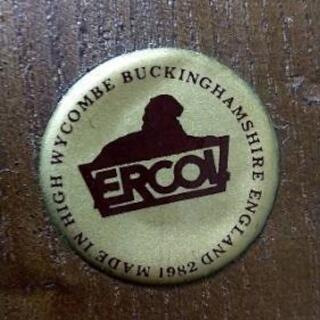 MADE IN HIGH WYCOMBE BUCKINGHAMSHIRE ENGLAND 1982
ERCOL